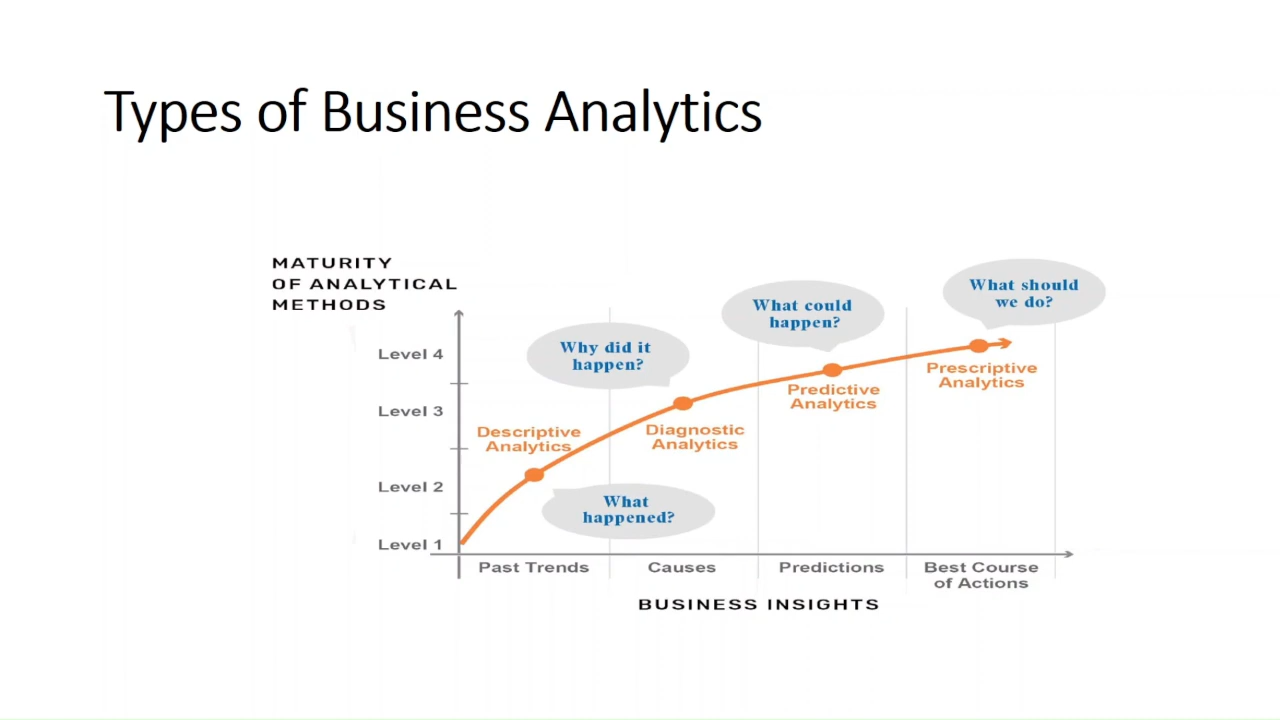 Types of Business Analytics
MATURITY
OF ANALYTICAL
METHODS
Level 4
Level 3
Level 2
Level 1
Descriptive
Analytics
What
happened?
Why did it
happen?
Diagnostic
Analytics
What could
happen?
Predictive
Analytics
What should
we do?
Prescriptive
Analytics
Past Trends
Causes
Predictions
Best Course
of Actions
BUSINESS INSIGHTS